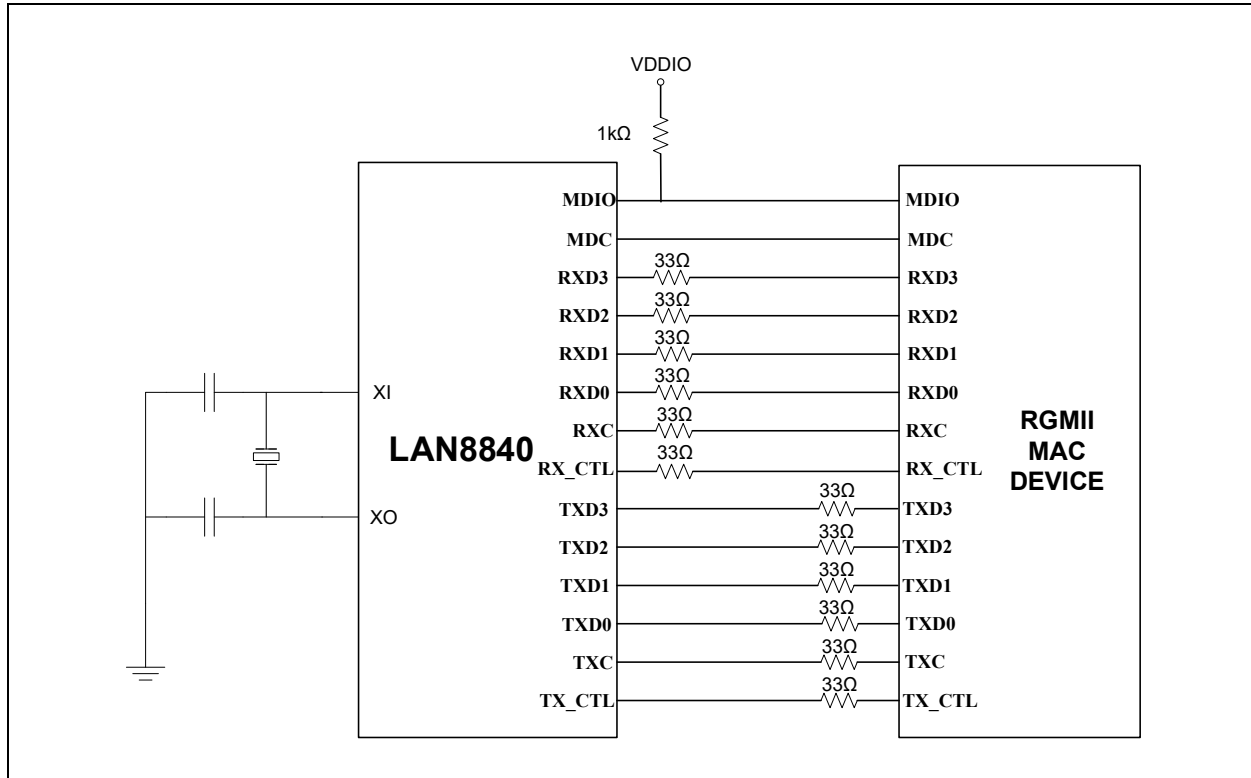 VDDIO
1kΩ
MDIO MDIO
MDC MDC
33Ω
RXD3 RXD3
33Ω
RXD2 RXD2
33Ω
RXD1 RXD1
33Ω
XI RXD0 RXD0
33Ω
RXC RXC
LAN8840
RGMII
MAC
DEVICE
33Ω
RX_CTL RX_CTL
33Ω
XO TXD3 TXD3
33Ω
TXD2 TXD2
33Ω
TXD1 TXD1
33Ω
TXD0 TXD0
33Ω
TXC TXC
33Ω
TX_CTL TX_CTL